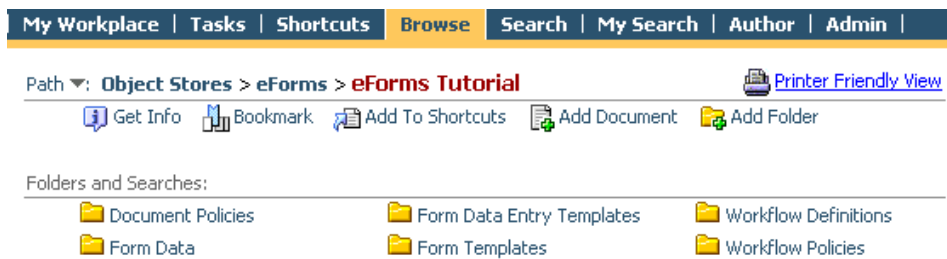 My Workplace | Tasks | Shortcuts Browse Search | My Search | Author | Admin |
Path ▼: Object Stores > eForms > eForms Tutorial Printer Friendly View
Get Info Bookmark Add To Shortcuts Add Document Add Folder
Folders and Searches:
Document Policies Form Data Entry Templates Workflow Definitions
Form Data Form Templates Workflow Policies